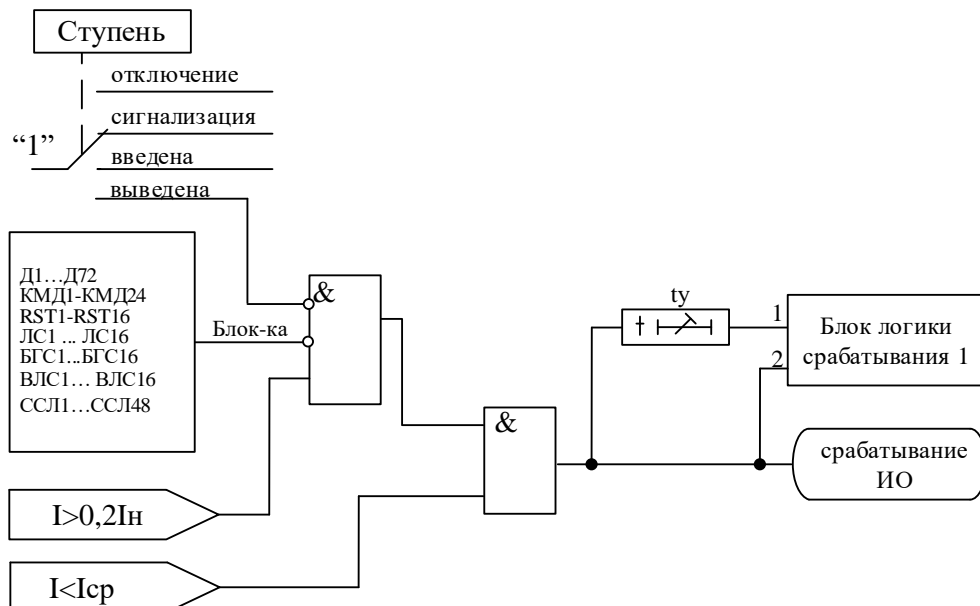 Ступень
отключение
сигнализация
“1”
введена
выведена
Д1…Д72
КМД1-КМД24
RST1-RST16
ЛС1 ... ЛС16
БГС1...БГС16
ВЛС1… ВЛС16
ССЛ1…ССЛ48
Блок-ка
&
I>0,2Iн
I<Iср
&
ty
1
2
Блок логики
срабатывания 1
срабатывание
ИО